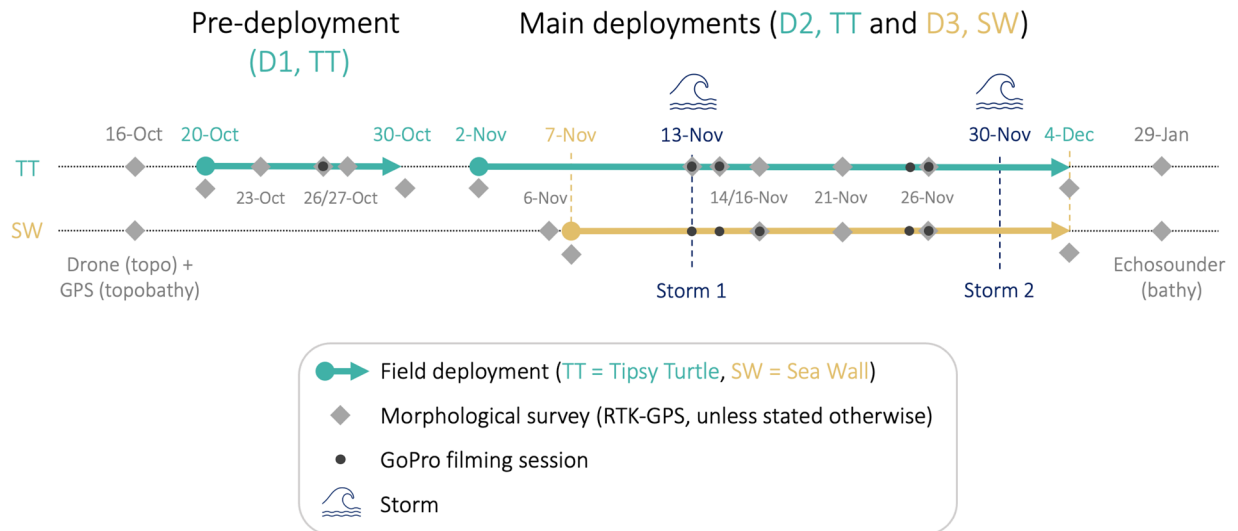 Pre-deployment
(D1, TT)
Main deployments (D2, TT and D3, SW)
16-Oct
20-Oct
30-Oct
2-Nov
7-Nov
13-Nov
30-Nov
4-Dec
29-Jan
TT
23-Oct
26/27-Oct
6-Nov
14/16-Nov
21-Nov
26-Nov
SW
Drone (topo) +
GPS (topobathy)
Storm 1
Storm 2
Echosounder
(bathy)
Field deployment (TT = Tipsy Turtle, SW = Sea Wall)
Morphological survey (RTK-GPS, unless stated otherwise)
GoPro filming session
Storm